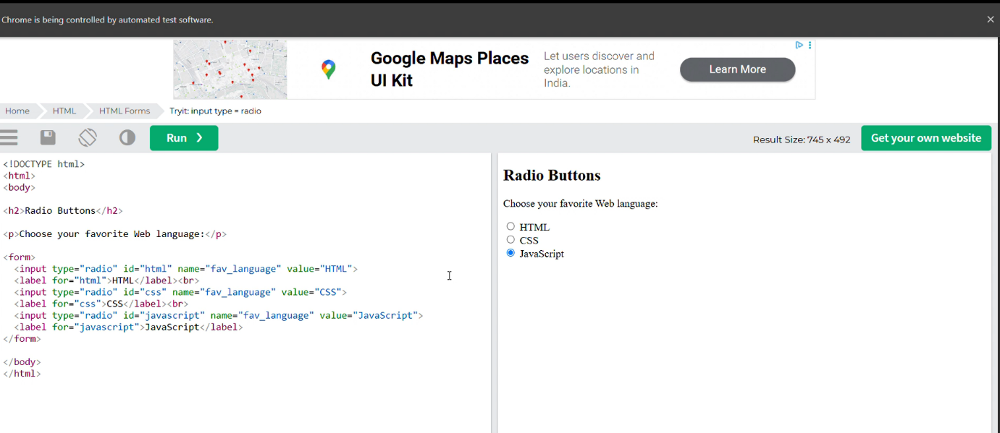 Chrome is being controlled by automated test software.
Google Maps Places
UI Kit
Let users discover and
explore locations in
India.
Learn More
Home
HTML
HTML Forms
Tryit: input type = radio
Run ❯
Result Size: 745 x 492
Get your own website
<!DOCTYPE html>
<html>
<body>
<h2>Radio Buttons</h2>
<p>Choose your favorite Web language:</p>
<form>
<input type="radio" id="html" name="fav_language" value="HTML">
<label for="html">HTML</label><br>
<input type="radio" id="css" name="fav_language" value="CSS">
<label for="css">CSS</label><br>
<input type="radio" id="javascript" name="fav_language" value="JavaScript">
<label for="javascript">JavaScript</label>
</form>
</body>
</html>
Radio Buttons
Choose your favorite Web language:
HTML
CSS
JavaScript